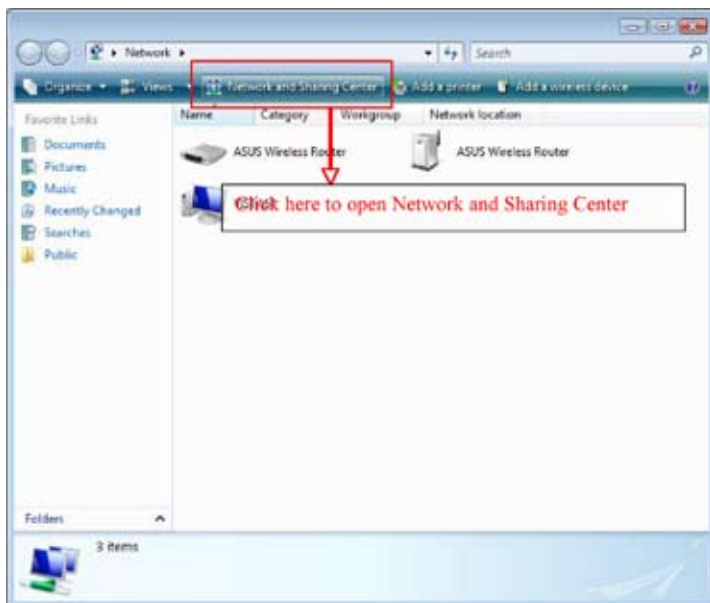 Network
Search
Organize Views Network and Sharing Center Add a printer Add a wireless device
Favorite Links
Name Category Workgroup Network location
Documents
Pictures
Music
Recently Changed
Searches
Public
ASUS Wireless Router
ASUS Wireless Router
Click here to open Network and Sharing Center
Folders
3 items